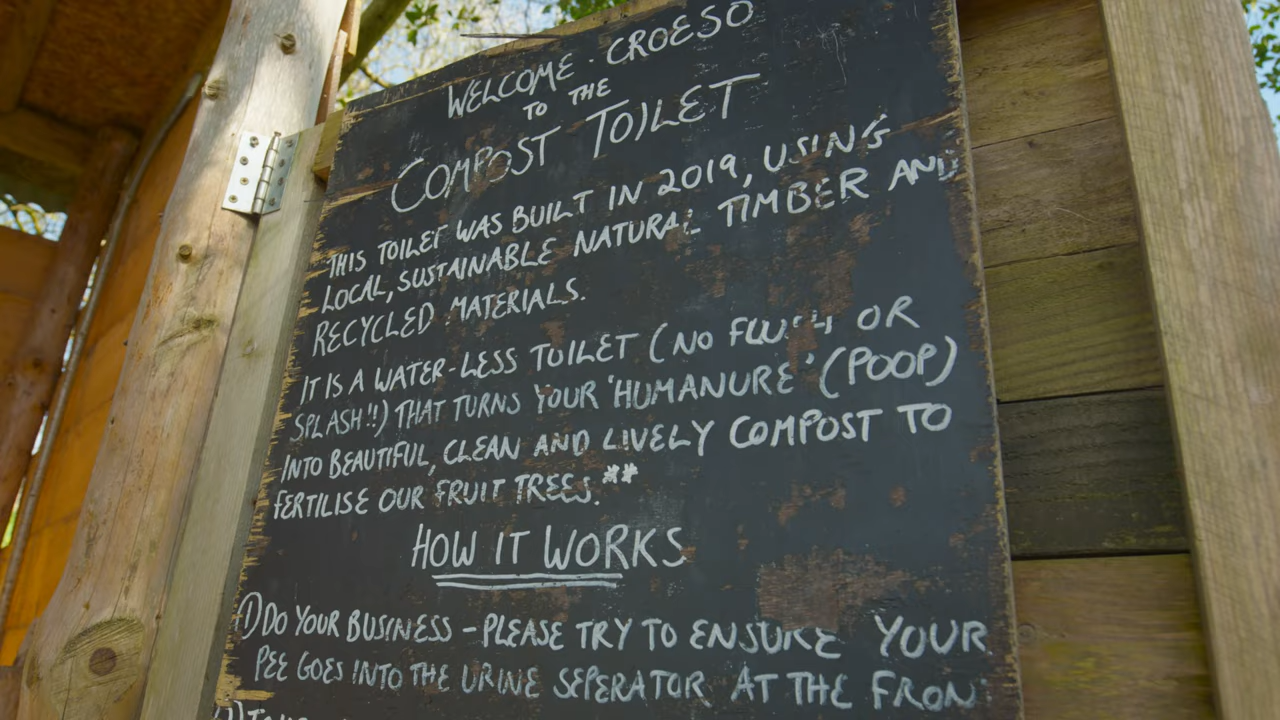 WELCOME · CROESO
TO THE
COMPOST TOILET
THIS TOILET WAS BUILT IN 2019, USING
LOCAL, SUSTAINABLE NATURAL TIMBER AND
RECYCLED MATERIALS.
IT IS A WATER-LESS TOILET (NO FLUSH OR
SPLASH!!) THAT TURNS YOUR 'HUMANURE' (POOP)
INTO BEAUTIFUL, CLEAN AND LIVELY COMPOST TO
FERTILISE OUR FRUIT TREES.**
HOW IT WORKS
1) DO YOUR BUSINESS - PLEASE TRY TO ENSURE YOUR
PEE GOES INTO THE URINE SEPERATOR AT THE FRON